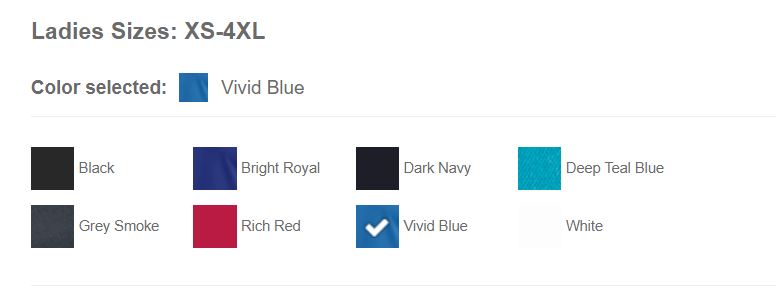 Ladies Sizes: XS-4XL
Color selected: Vivid Blue
Black Bright Royal Dark Navy Deep Teal Blue
Grey Smoke Rich Red Vivid Blue White